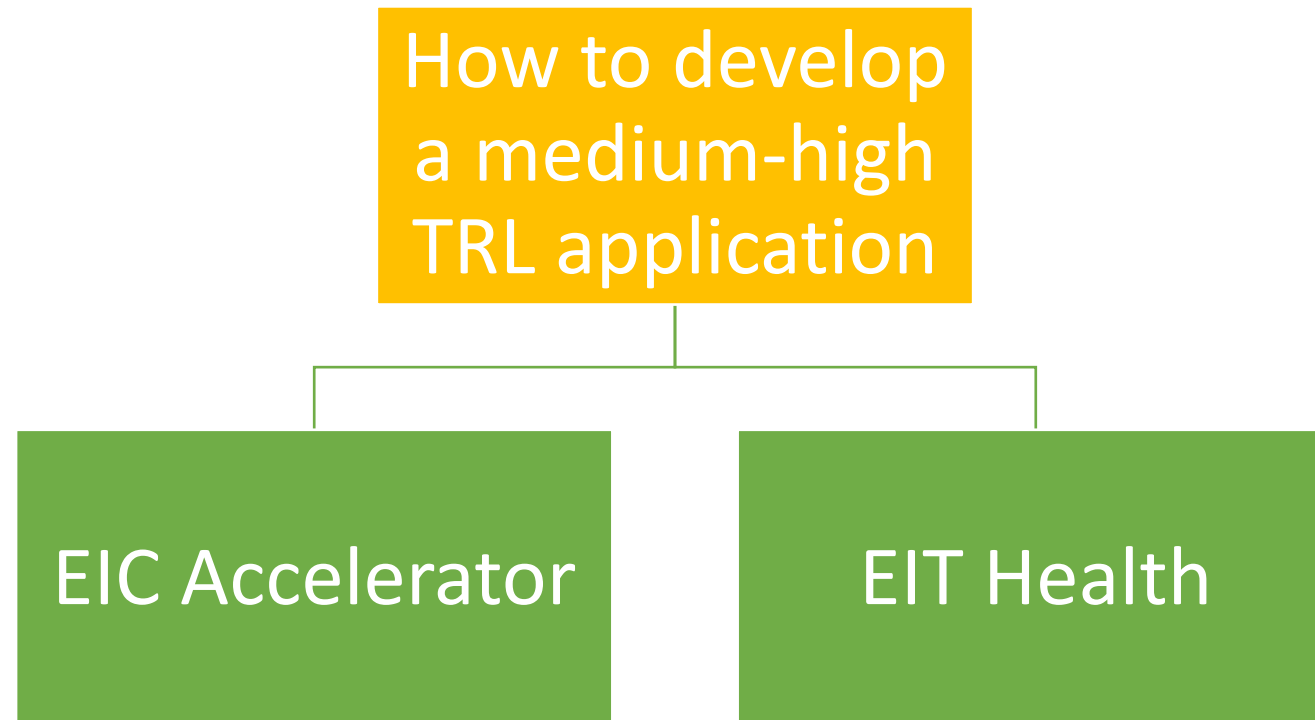 How to develop
a medium-high
TRL application
EIC Accelerator
EIT Health